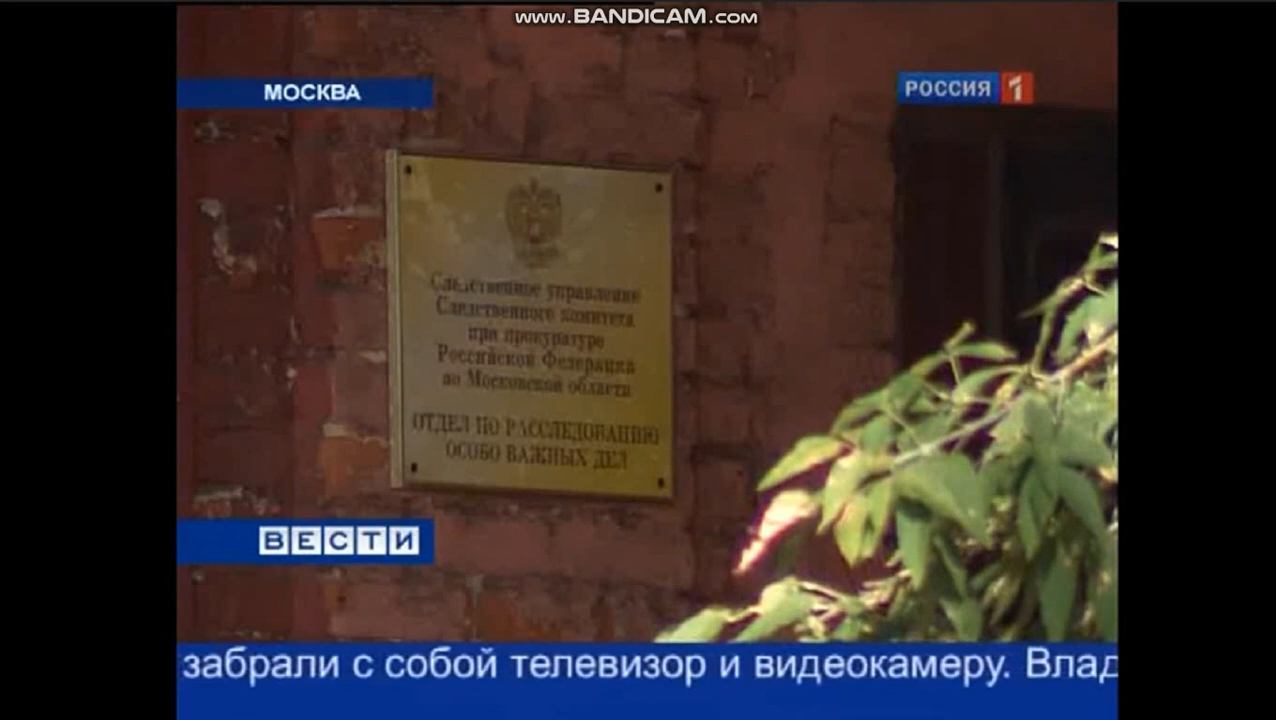 www.BANDICAM.com
МОСКВА
РОССИЯ 1
Следственное управление
Следственного комитета
при прокуратуре
Российской Федерации
по Московской области
ОТДЕЛ ПО РАССЛЕДОВАНИЮ
ОСОБО ВАЖНЫХ ДЕЛ
ВЕСТИ
забрали с собой телевизор и видеокамеру. Влад